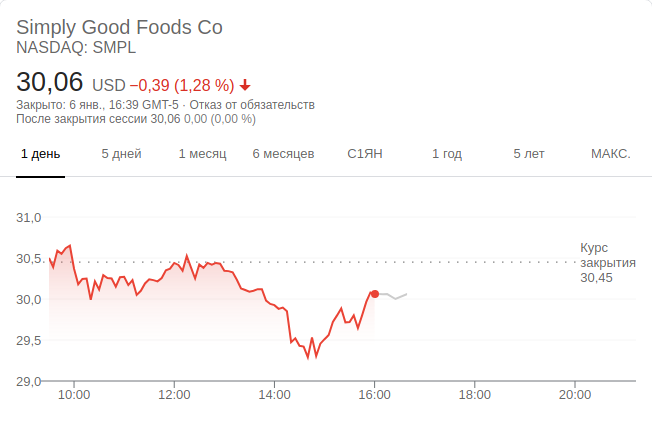 Simply Good Foods Co
NASDAQ: SMPL
30,06 USD −0,39 (1,28 %)
Закрыто: 6 янв., 16:39 GMT-5 · Отказ от обязательств
После закрытия сессии 30,06 0,00 (0,00 %)
1 день 5 дней 1 месяц 6 месяцев С1ЯН 1 год 5 лет МАКС.
31,0
30,5
30,0
29,5
29,0
Курс
закрытия
30,45
10:00 12:00 14:00 16:00 18:00 20:00